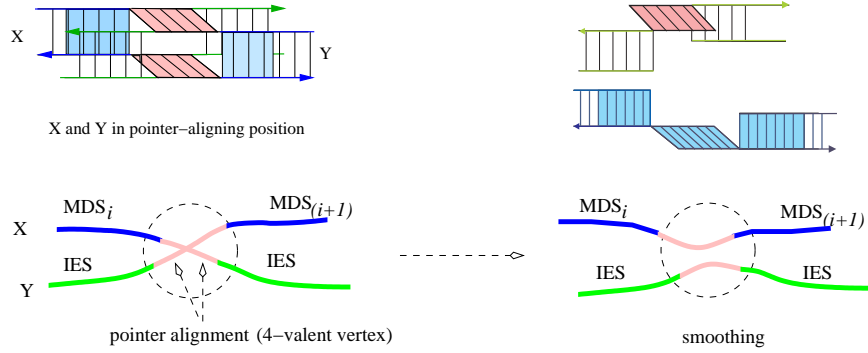 X
Y
X and Y in pointer-aligning position
MDSi
MDS(i+1)
X
IES
IES
Y
pointer alignment (4-valent vertex)
MDSi
MDS(i+1)
IES
IES
smoothing